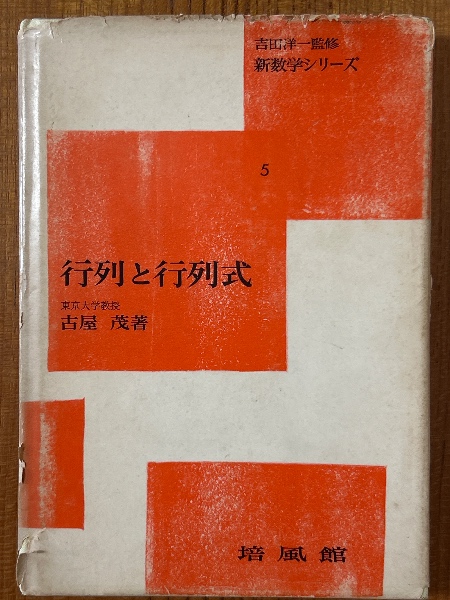 吉田洋一監修
新数学シリーズ
5
行列と行列式
東京大学教授
古屋 茂著
培風館